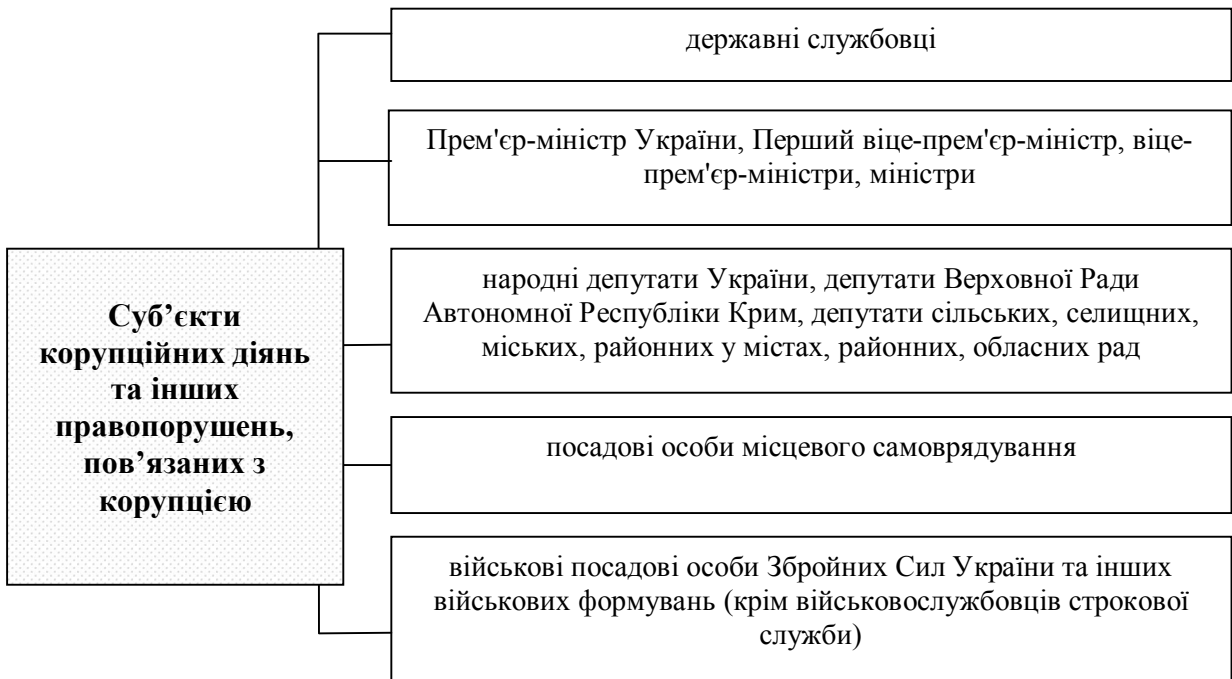 державні службовці
Прем'єр-міністр України, Перший віце-прем'єр-міністр, віце-
прем'єр-міністри, міністри
народні депутати України, депутати Верховної Ради
Автономної Республіки Крим, депутати сільських, селищних,
міських, районних у містах, районних, обласних рад
Суб’єкти
корупційних діянь
та інших
правопорушень,
пов’язаних з
корупцією
посадові особи місцевого самоврядування
військові посадові особи Збройних Сил України та інших
військових формувань (крім військовослужбовців строкової
служби)